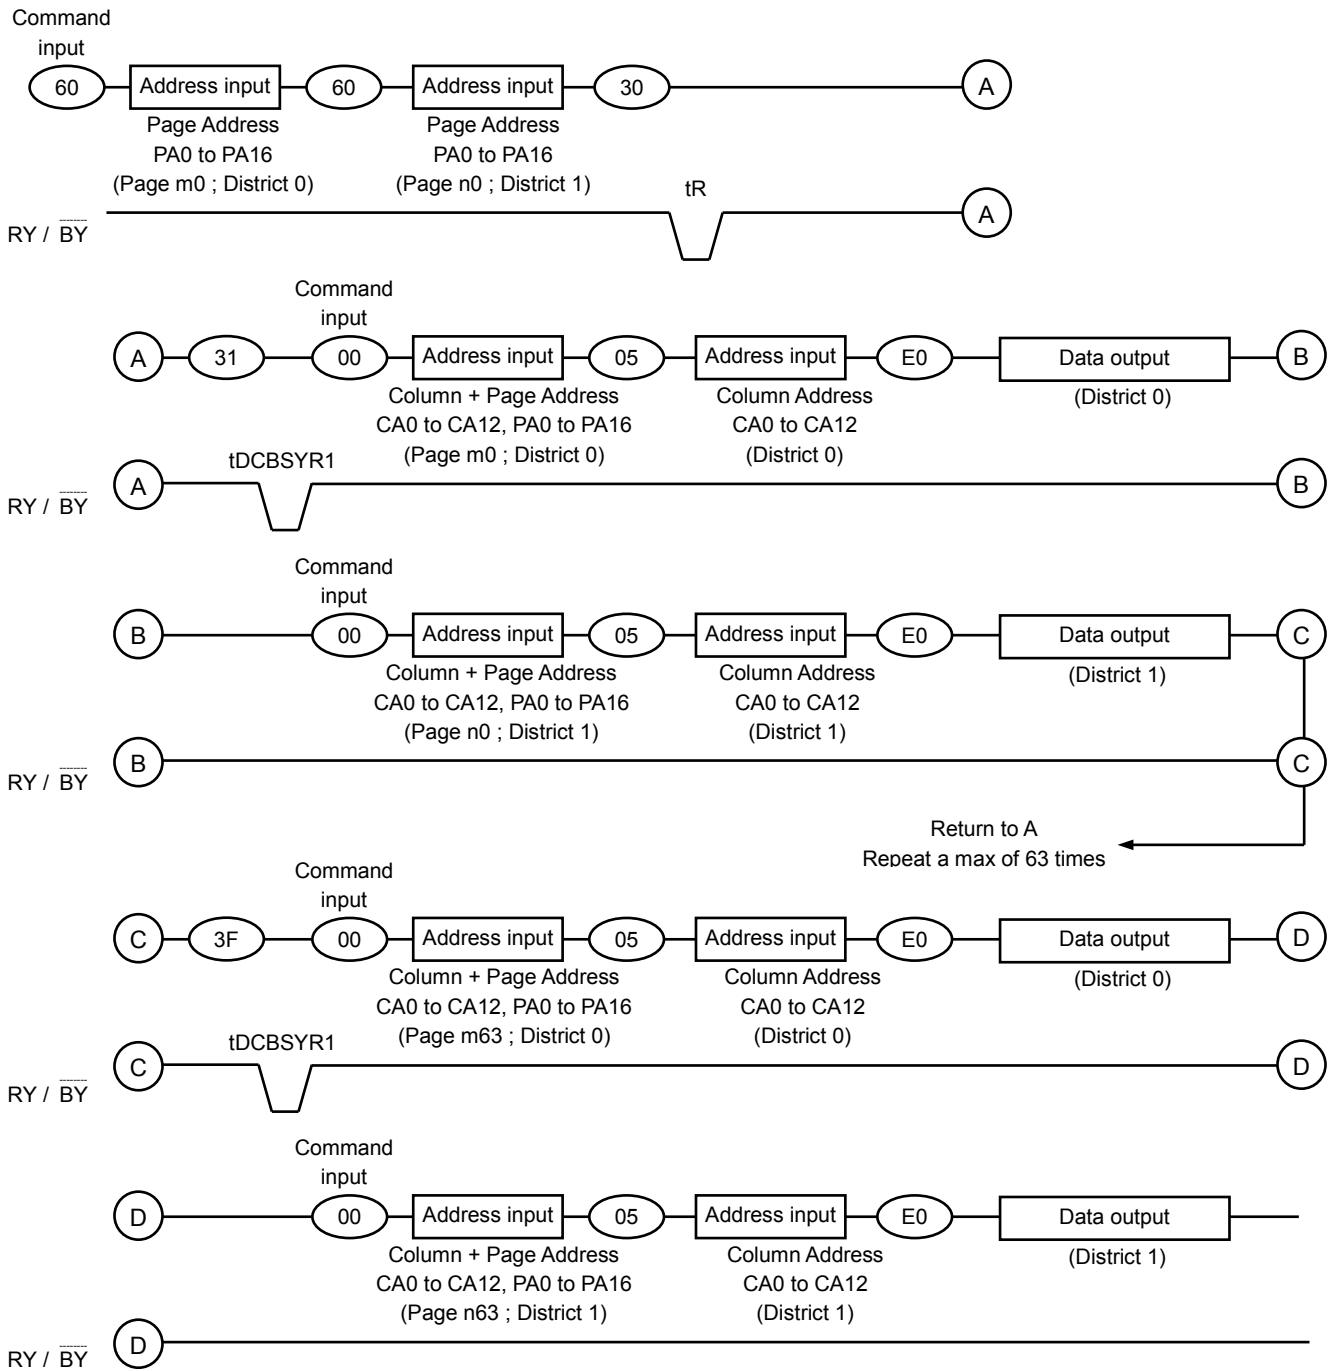 Command
input
60 Address input 60 Address input 30 A
Page Address Page Address
PA0 to PA16 PA0 to PA16
(Page m0 ; District 0) (Page n0 ; District 1)
tR
RY / BY A
Command
input
A 31 00 Address input 05 Address input E0 Data output B
Column + Page Address Column Address (District 0)
CA0 to CA12, PA0 to PA16 CA0 to CA12
(Page m0 ; District 0) (District 0)
tDCBSYR1
RY / BY A B
Command
input
B 00 Address input 05 Address input E0 Data output C
Column + Page Address Column Address (District 1)
CA0 to CA12, PA0 to PA16 CA0 to CA12
(Page n0 ; District 1) (District 1)
RY / BY B C
Return to A
Repeat a max of 63 times
Command
input
C 3F 00 Address input 05 Address input E0 Data output D
Column + Page Address Column Address (District 0)
CA0 to CA12, PA0 to PA16 CA0 to CA12
(Page m63 ; District 0) (District 0)
tDCBSYR1
RY / BY C D
Command
input
D 00 Address input 05 Address input E0 Data output
Column + Page Address Column Address (District 1)
CA0 to CA12, PA0 to PA16 CA0 to CA12
(Page n63 ; District 1) (District 1)
RY / BY D